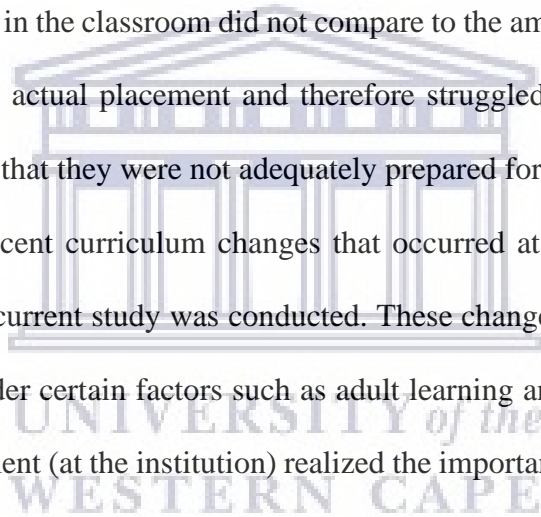 in the classroom did not compare to the am
actual placement and therefore struggled
that they were not adequately prepared for
cent curriculum changes that occurred at
current study was conducted. These change
der certain factors such as adult learning an
UNIVERSITY of the
ent (at the institution) realized the importan
WESTERN CAPE